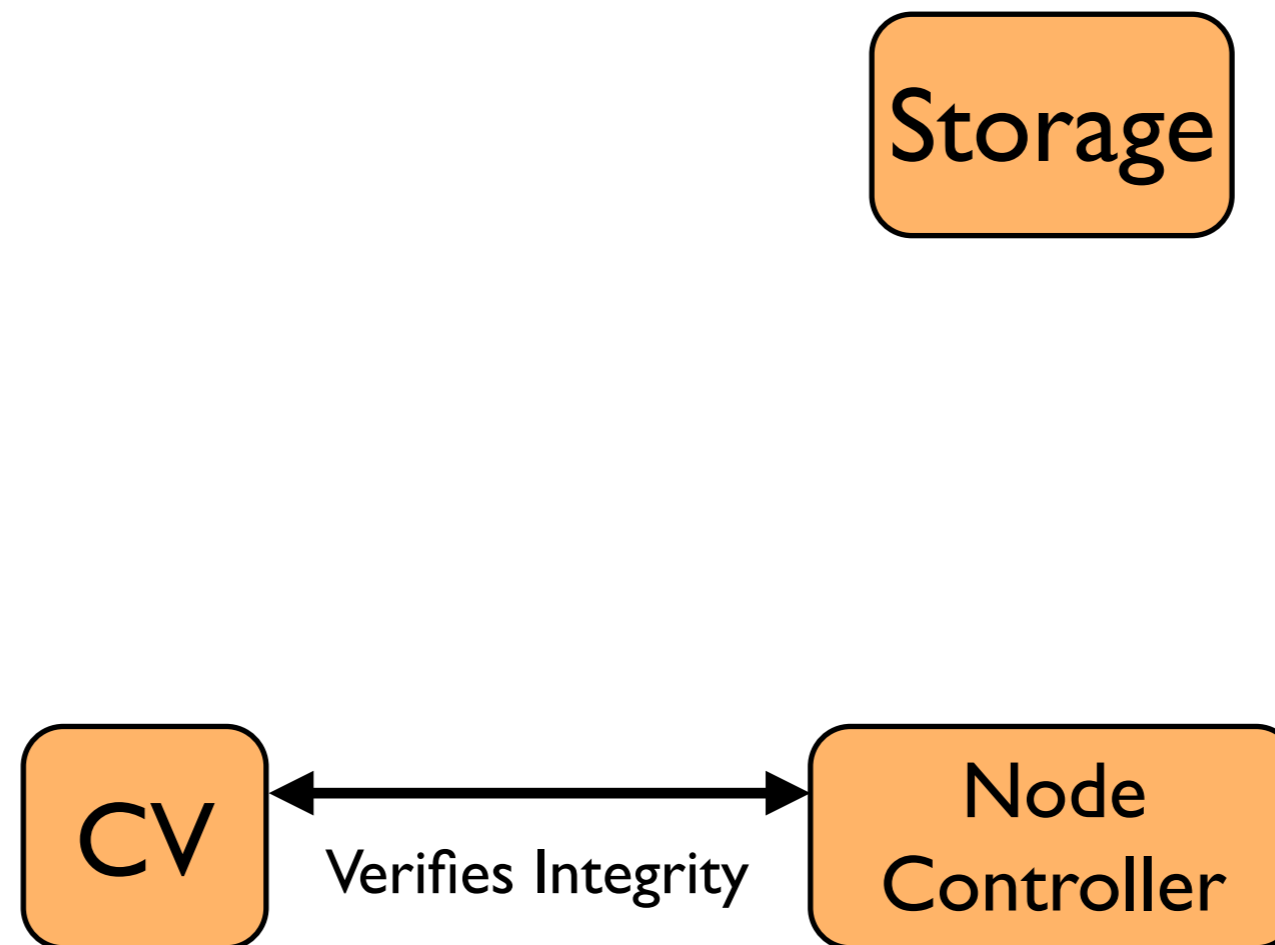 Storage
CV
Verifies Integrity
Node
Controller